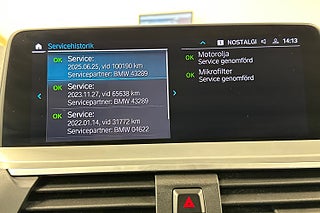 Servicehistorik
NOSTALGI
14:13
OK Service:
2025.06.25, vid 100190 km
Servicepartner: BMW 43289
OK Service:
2023.11.27, vid 65638 km
Servicepartner: BMW 43289
OK Service:
2022.01.14, vid 31772 km
Servicepartner: BMW 04622
OK Motorolja
Service genomförd
OK Mikrofilter
Service genomförd